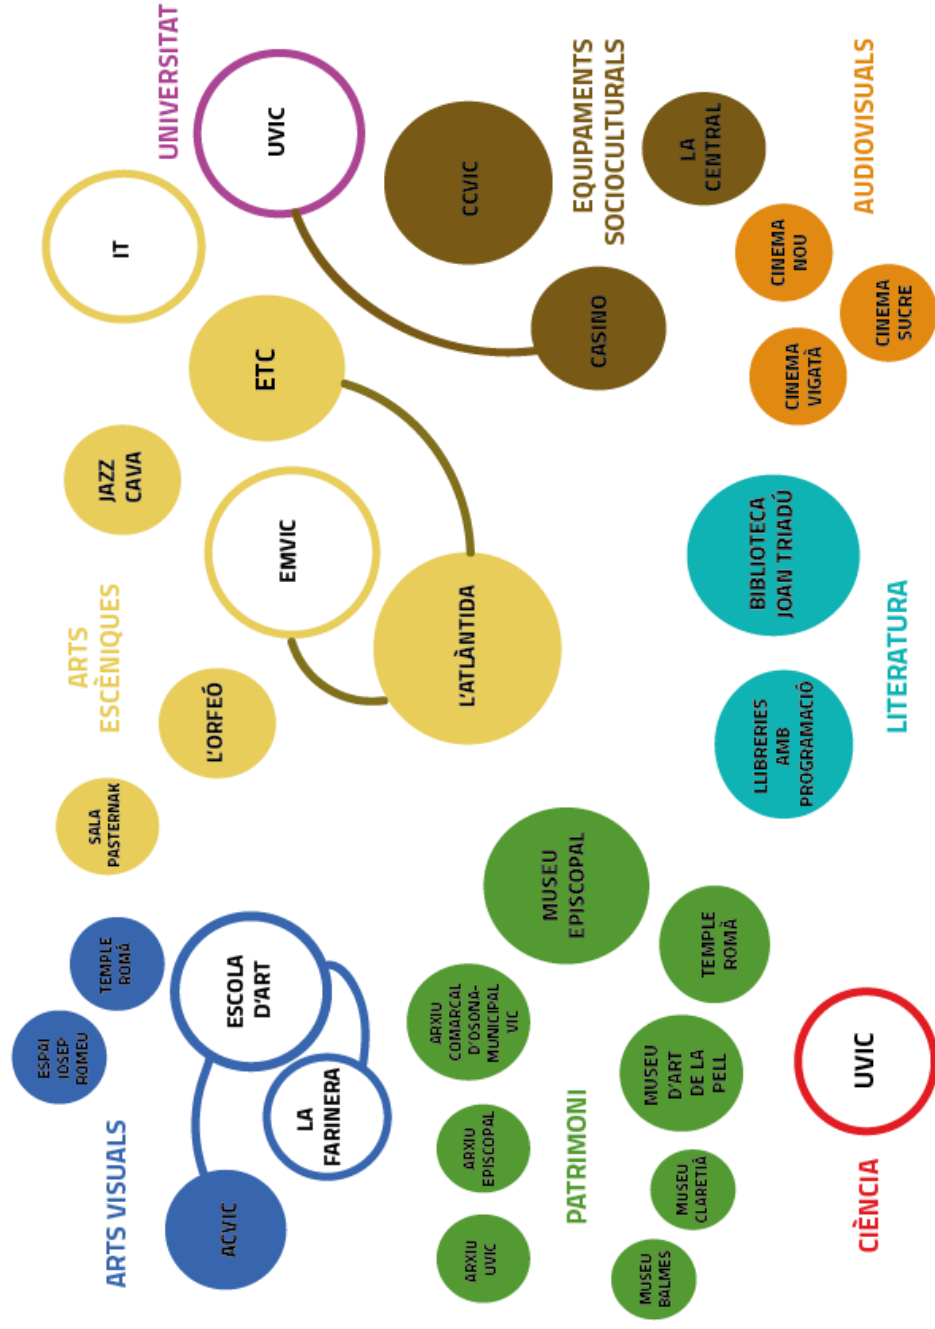 ARTS VISUALS
ESPAI
IOSEP
ROMEU
TEMPLE
ROMÀ
ESCOLA
D'ART
LA
FARINERA
ACVIC
ARTS
ESCÈNIQUES
SALA
PASTERNAK
L'ORFEÓ
JAZZ
CAVA
EMVIC
L'ATLÀNTIDA
ETC
IT
UNIVERSITAT
UVIC
EQUIPAMENTS
SOCIOCULTURALS
CCVIC
CASINO
LA
CENTRAL
PATRIMONI
ARXIU
UVIC
ARXIU
EPISCOPAL
ARXIU
COMARCAL
D'OSONA-
MUNICIPAL
VIC
MUSEU
EPISCOPAL
MUSEU
BALMES
MUSEU
CLARETIÀ
MUSEU
D'ART
DE LA
PELL
TEMPLE
ROMÀ
CIÈNCIA
UVIC
LITERATURA
LLIBRERIES
AMB
PROGRAMACIÓ
BIBLIOTECA
JOAN TRIADÚ
AUDIOVISUALS
CINEMA
VIGATÀ
CINEMA
NOU
CINEMA
SUCRE